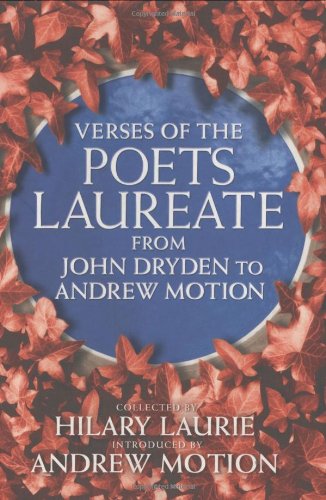 VERSES OF THE
POETS
LAUREATE
FROM
JOHN DRYDEN TO
ANDREW MOTION
COLLECTED BY
HILARY LAURIE
INTRODUCED BY
ANDREW MOTION